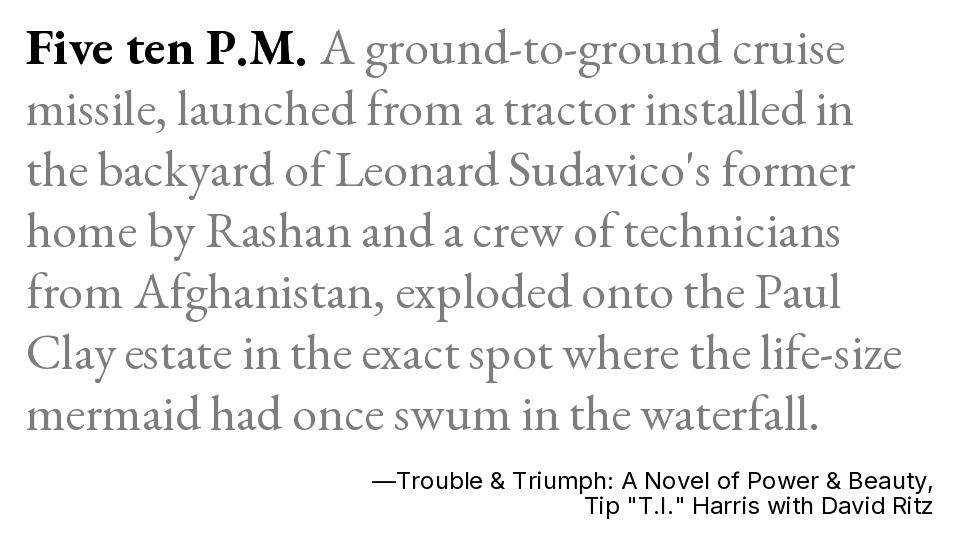 Five ten P.M. A ground-to-ground cruise
missile, launched from a tractor installed in
the backyard of Leonard Sudavico's former
home by Rashan and a crew of technicians
from Afghanistan, exploded onto the Paul
Clay estate in the exact spot where the life-size
mermaid had once swum in the waterfall.
—Trouble & Triumph: A Novel of Power & Beauty,
Tip "T.I." Harris with David Ritz